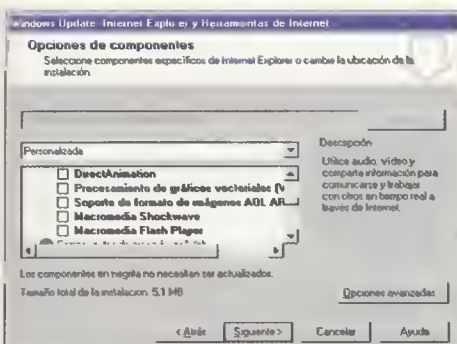 Windows Update: Internet Explorer y Herramientas de Internet
Opciones de componentes
Seleccione componentes específicos de Internet Explorer o cambie la ubicación de la
instalación.
Personalizada
DirectAnimation
Procesamiento de gráficos vectoriales (V
Soporte de formato de imágenes AOL AR
Macromedia Shockwave
Macromedia Flash Player
Descripción
Utilice audio, vídeo y
comparta información para
comunicarse y trabajar
con otros en tiempo real a
través de Internet.
Los componentes en negrita no necesitan ser actualizados.
Tamaño total de la instalación: 5,1 MB
Opciones avanzadas
< Atrás
Siguiente >
Cancelar
Ayuda